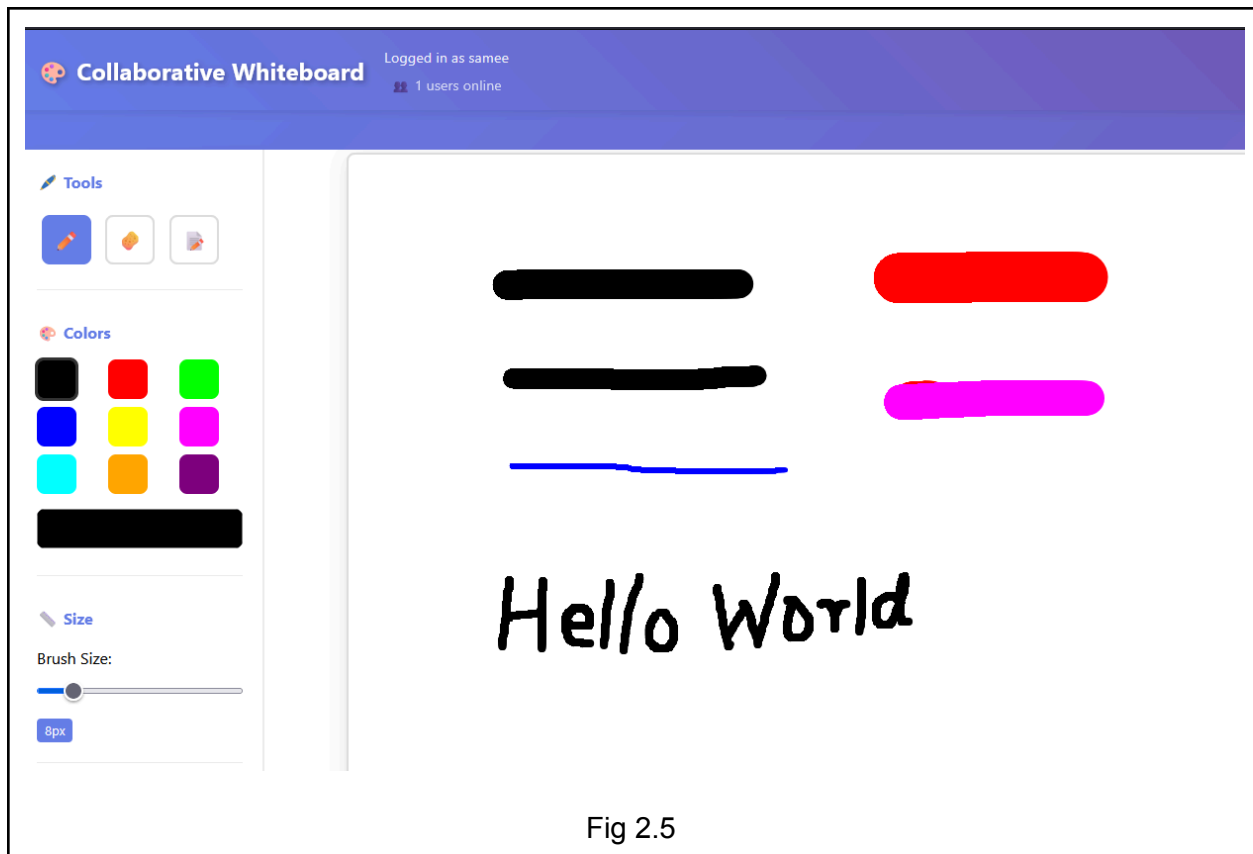 Collaborative Whiteboard
Logged in as samee
1 users online
Tools
Colors
Size
Brush Size:
8px
Hello World
Fig 2.5